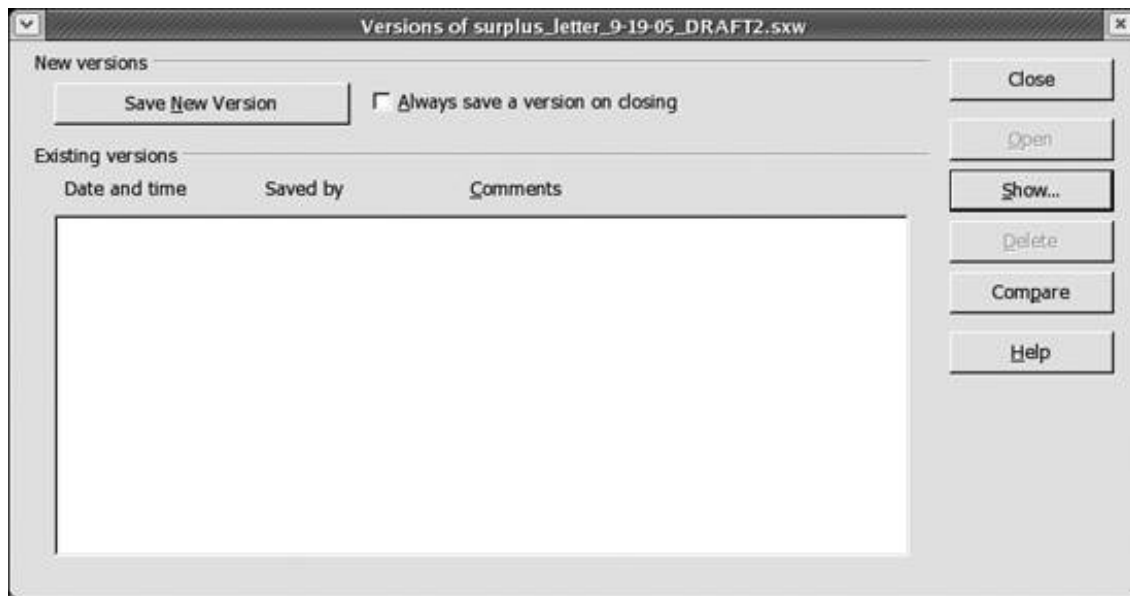 Versions of surplus_letter_9-19-05_DRAFT2.sxw
New versions
Save New Version
Always save a version on closing
Existing versions
Date and time Saved by Comments
Close
Open
Show...
Delete
Compare
Help